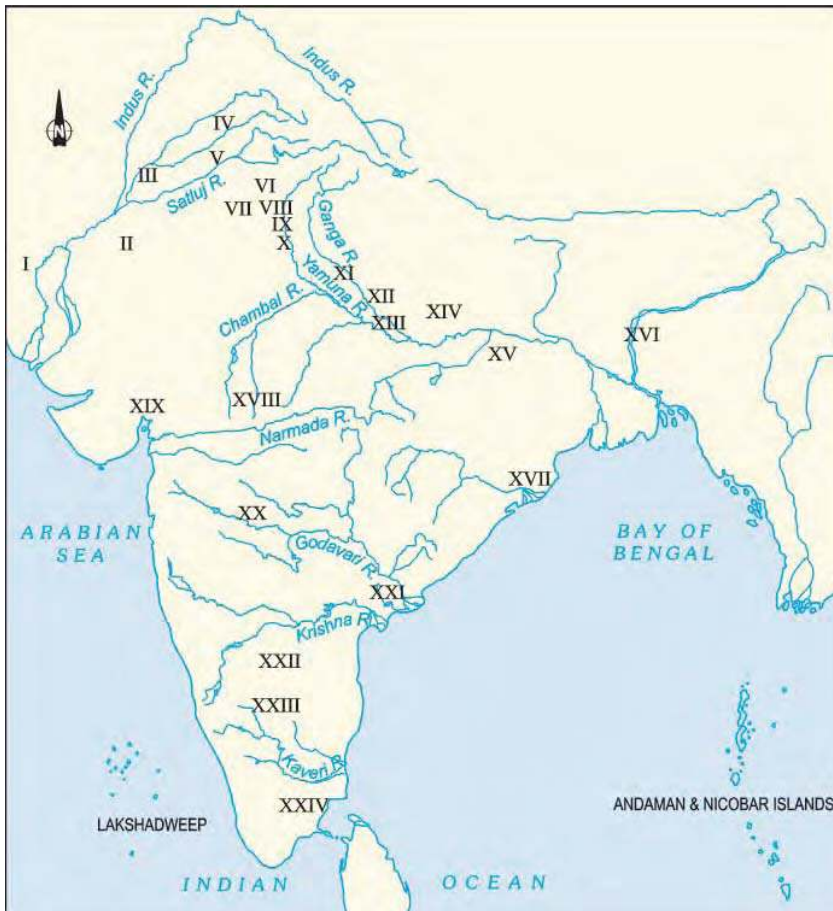 Indus R.
Indus R.
N
IV
V
III
Satluj R.
VI
VII
VIII
IX
X
II
I
Ganga R.
XI
Yamuna R.
XII
XIII
XIV
Chambal R.
XVI
XV
XVIII
XIX
Narmada R.
XVII
XX
ARABIAN
SEA
BAY OF
BENGAL
Godavari R.
XXI
Krishna R.
XXII
XXIII
Kaveri R.
XXIV
LAKSHADWEEP
ANDAMAN & NICOBAR ISLANDS
INDIAN OCEAN